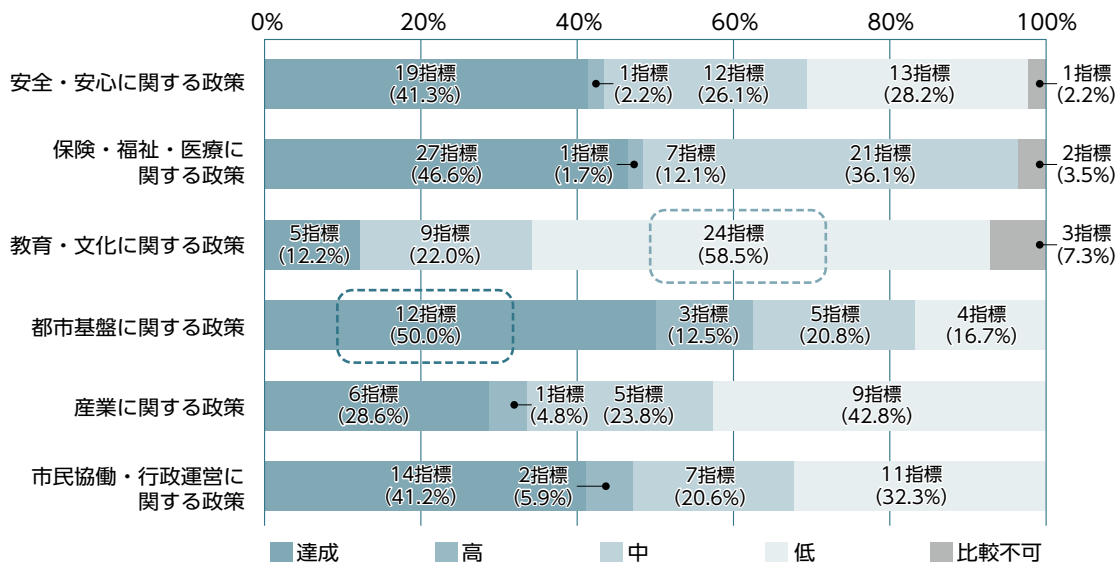 0% 20% 40% 60% 80% 100%
安全・安心に関する政策
19指標
(41.3%)
1指標
(2.2%)
12指標
(26.1%)
13指標
(28.2%)
1指標
(2.2%)
保険・福祉・医療に
関する政策
27指標
(46.6%)
1指標
(1.7%)
7指標
(12.1%)
21指標
(36.1%)
2指標
(3.5%)
教育・文化に関する政策
5指標
(12.2%)
9指標
(22.0%)
24指標
(58.5%)
3指標
(7.3%)
都市基盤に関する政策
12指標
(50.0%)
3指標
(12.5%)
5指標
(20.8%)
4指標
(16.7%)
産業に関する政策
6指標
(28.6%)
1指標
(4.8%)
5指標
(23.8%)
9指標
(42.8%)
市民協働・行政運営に
関する政策
14指標
(41.2%)
2指標
(5.9%)
7指標
(20.6%)
11指標
(32.3%)
達成 高 中 低 比較不可